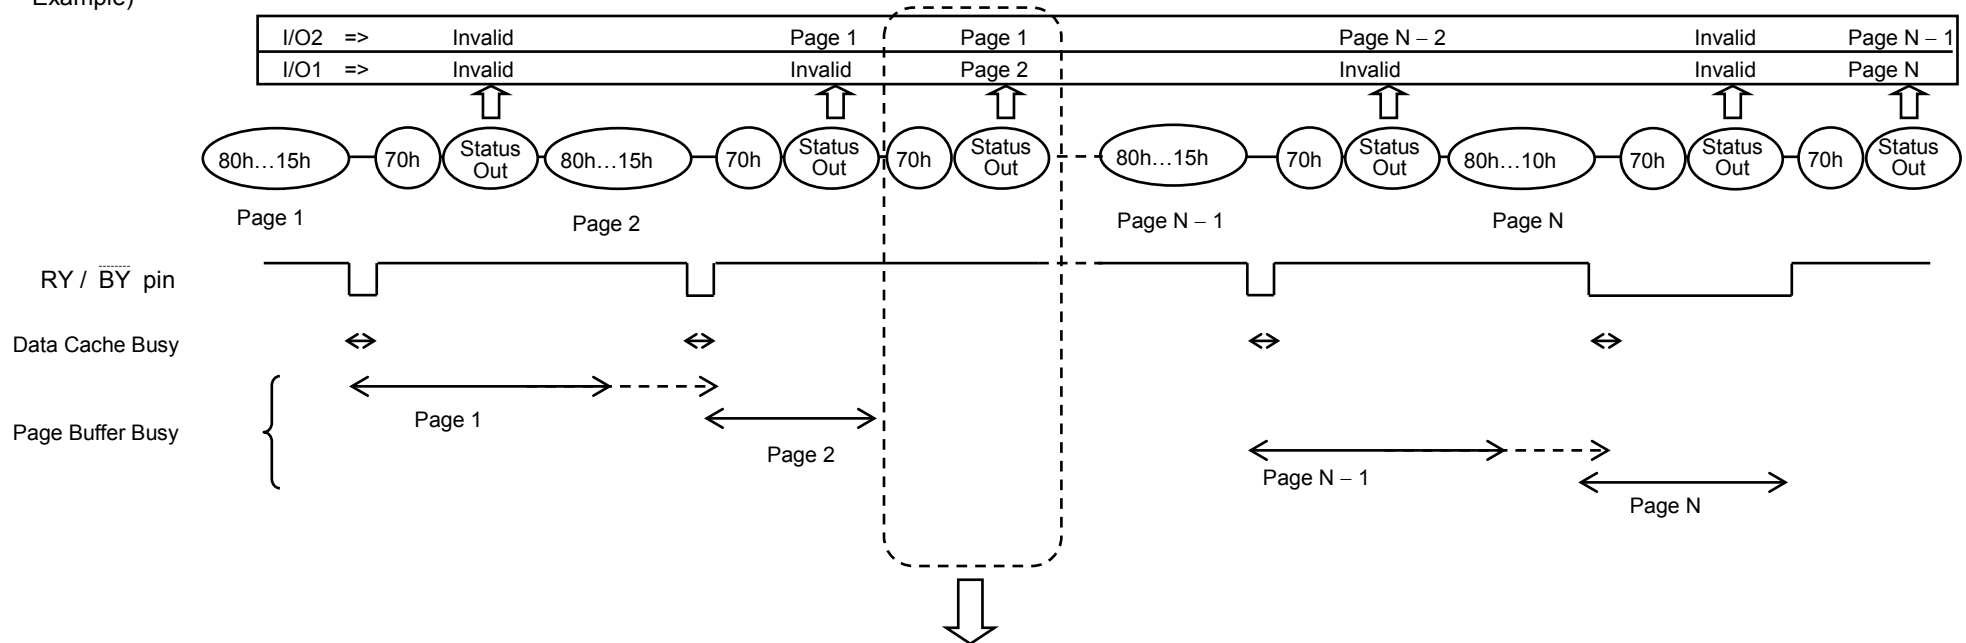 Example)
I/O2 => Invalid Page 1 Page 1 Page N – 2 Invalid Page N – 1
I/O1 => Invalid Invalid Page 2 Invalid Invalid Page N
80h…15h 70h Status Out 80h…15h 70h Status Out 70h Status Out 80h…15h 70h Status Out 80h…10h 70h Status Out 70h Status Out
Page 1 Page 2 Page N – 1 Page N
RY / BY pin
Data Cache Busy
Page 1
Page Buffer Busy
Page 2
Page N – 1
Page N